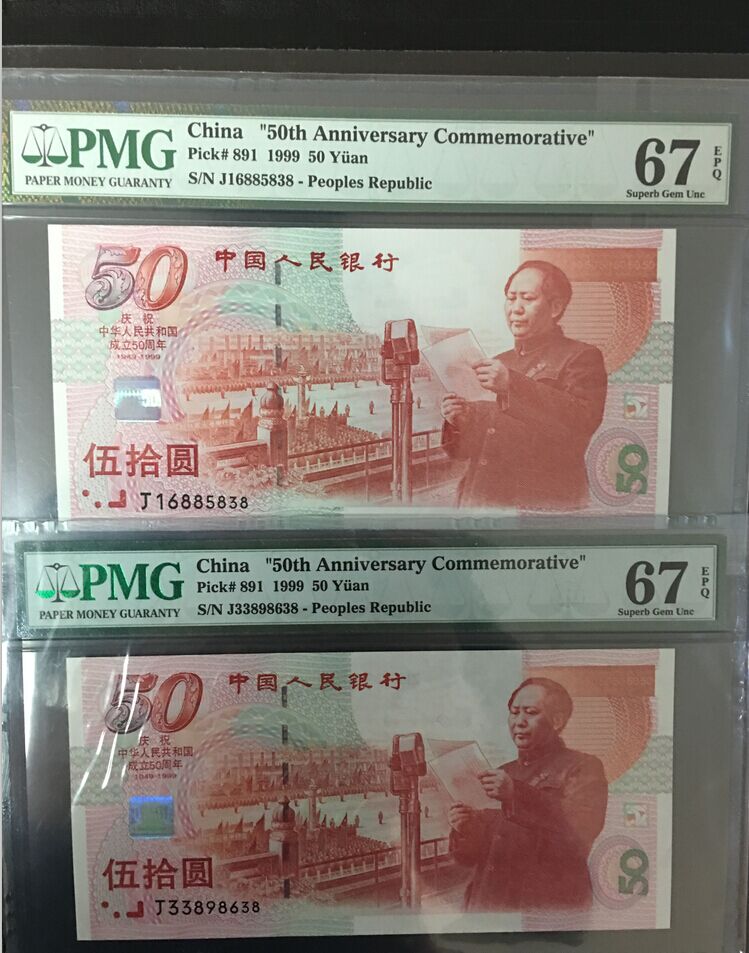 PMG
PAPER MONEY GUARANTY
China "50th Anniversary Commemorative"
Pick# 891 1999 50 Yüan
S/N J16885838 - Peoples Republic
67
EPQ
Superb Gem Unc
50
中国人民银行
庆祝
中华人民共和国
成立50周年
1949-1999
伍拾圆
J16885838
50
PMG
PAPER MONEY GUARANTY
China "50th Anniversary Commemorative"
Pick# 891 1999 50 Yüan
S/N J33898638 - Peoples Republic
67
EPQ
Superb Gem Unc
50
中国人民银行
庆祝
中华人民共和国
成立50周年
1949-1999
伍拾圆
J33898638
50